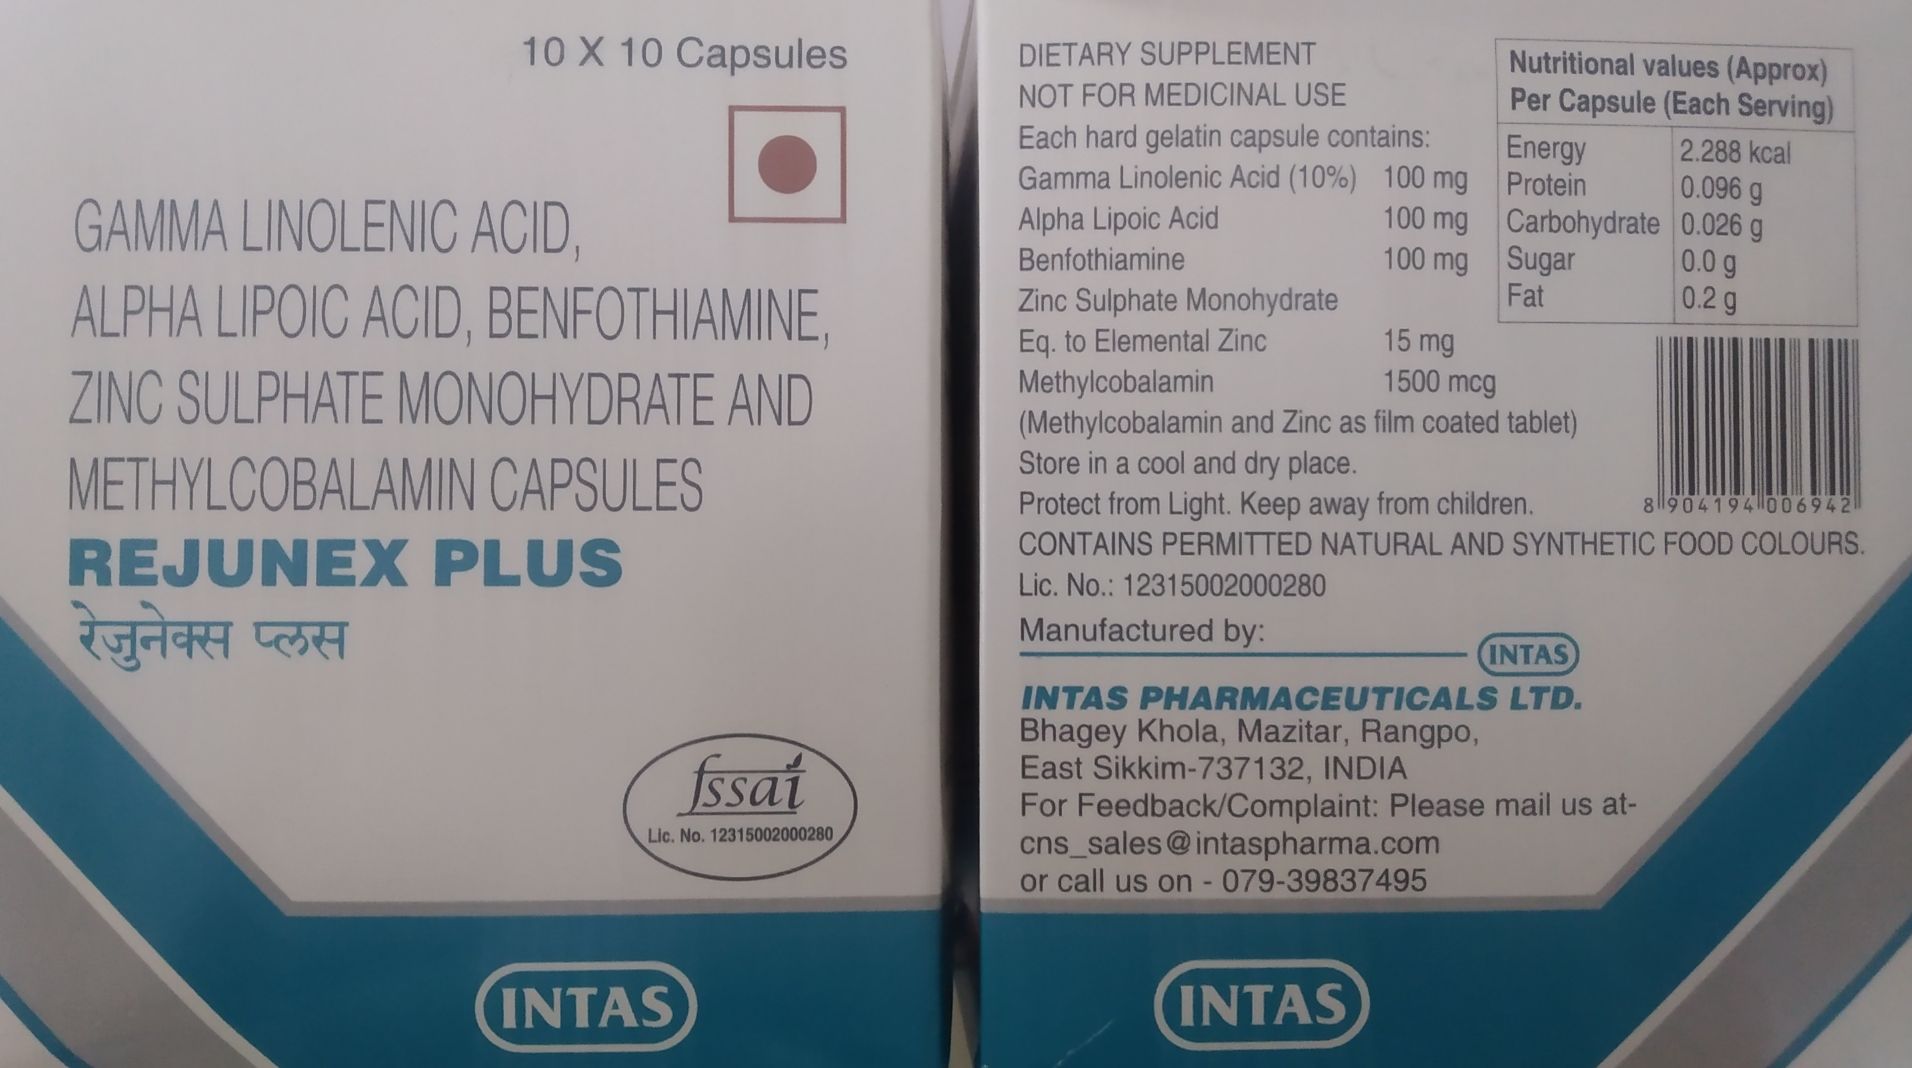 10 X 10 Capsules
GAMMA LINOLENIC ACID,
ALPHA LIPOIC ACID, BENFOTHIAMINE,
ZINC SULPHATE MONOHYDRATE AND
METHYLCOBALAMIN CAPSULES
REJUNEX PLUS
रेजुनेक्स प्लस
fssai
Lic. No. 12315002000280
INTAS
DIETARY SUPPLEMENT
NOT FOR MEDICINAL USE
Each hard gelatin capsule contains:
Gamma Linolenic Acid (10%) 100 mg
Alpha Lipoic Acid 100 mg
Benfothiamine 100 mg
Zinc Sulphate Monohydrate
Eq. to Elemental Zinc 15 mg
Methylcobalamin 1500 mcg
(Methylcobalamin and Zinc as film coated tablet)
Store in a cool and dry place.
Protect from Light. Keep away from children.
CONTAINS PERMITTED NATURAL AND SYNTHETIC FOOD COLOURS.
Lic. No.: 12315002000280
Nutritional values (Approx)
Per Capsule (Each Serving)
Energy 2.288 kcal
Protein 0.096 g
Carbohydrate 0.026 g
Sugar 0.0 g
Fat 0.2 g
8 904194 006942
Manufactured by:
INTAS
INTAS PHARMACEUTICALS LTD.
Bhagey Khola, Mazitar, Rangpo,
East Sikkim-737132, INDIA
For Feedback/Complaint: Please mail us at-
cns_sales@intaspharma.com
or call us on - 079-39837495
INTAS